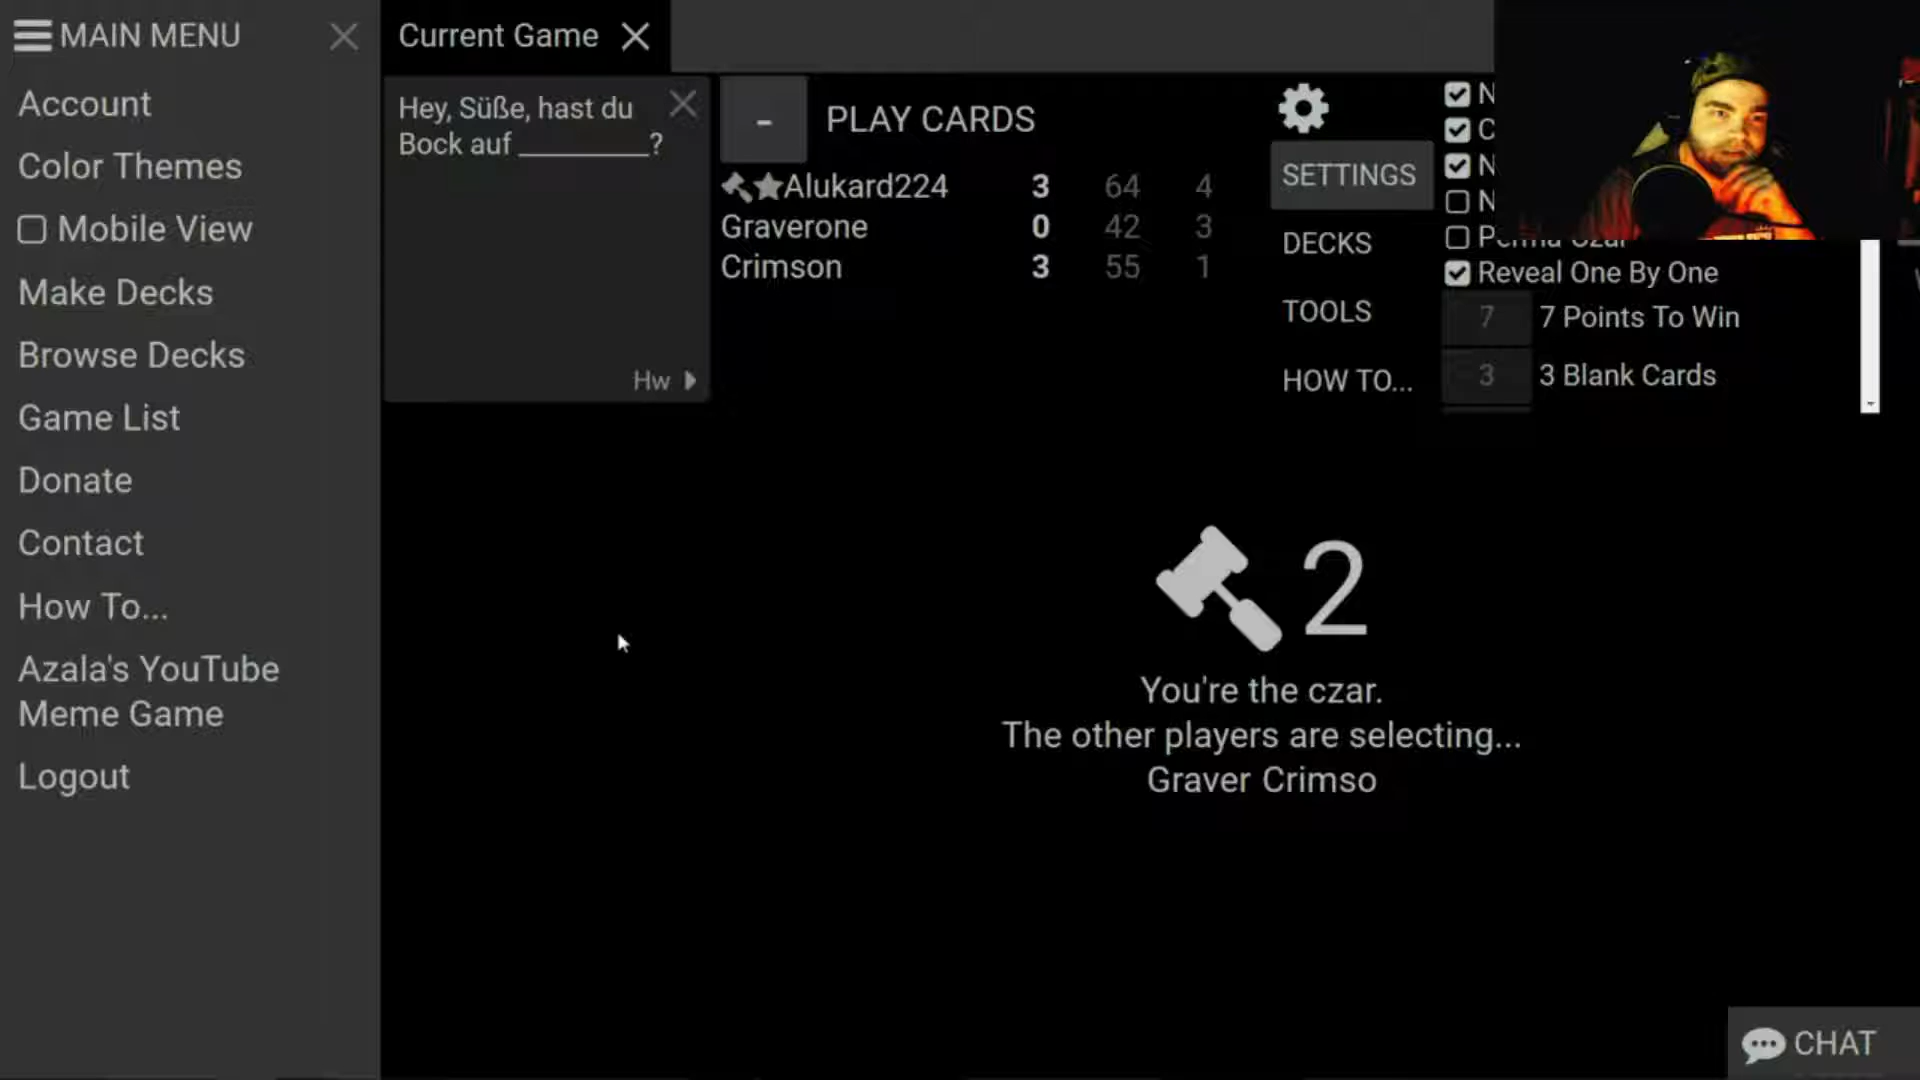 MAIN MENU
Account
Color Themes
Mobile View
Make Decks
Browse Decks
Game List
Donate
Contact
How To...
Azala's YouTube
Meme Game
Logout
Current Game
Hey, Süße, hast du
Bock auf _________?
Hw
-
PLAY CARDS
Alukard224 3 64 4
Graverone 0 42 3
Crimson 3 55 1
SETTINGS
DECKS
TOOLS
HOW TO...
N
C
N
N
Reveal One By One
7 7 Points To Win
3 3 Blank Cards
2
You're the czar.
The other players are selecting...
Graver Crimso
CHAT